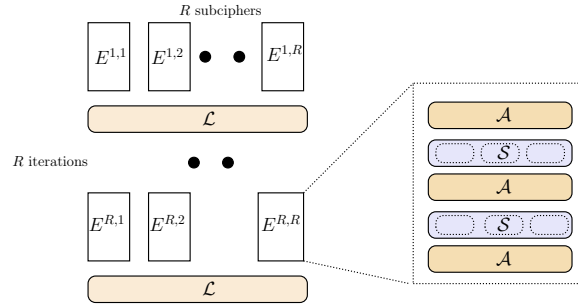 R subciphers
E^{1,1} E^{1,2} E^{1,R}
𝓛
R iterations
E^{R,1} E^{R,2} E^{R,R}
𝓛
𝒜
𝒮
𝒜
𝒮
𝒜